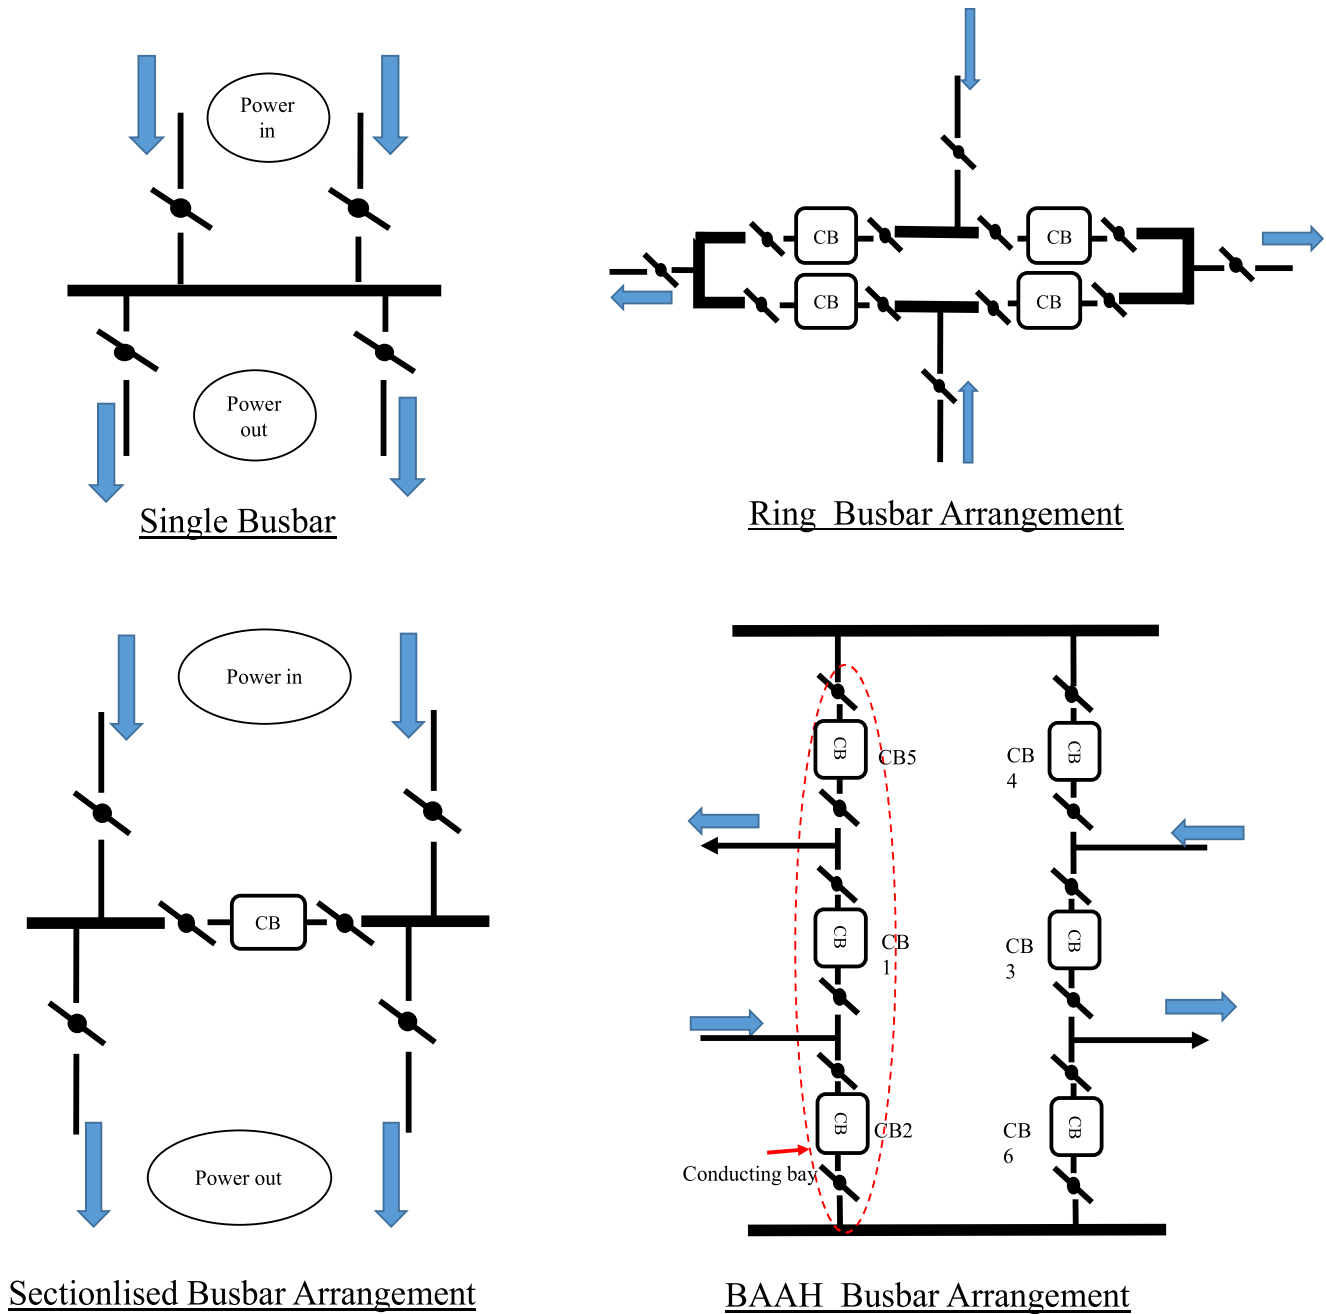 Power
in
Power
out
Single Busbar
CB
CB
CB
CB
Ring Busbar Arrangement
Power in
CB
Power out
Sectionlised Busbar Arrangement
CB
CB5
CB
4
CB
CB
CB
1
CB
3
CB
CB
CB2
CB
6
CB
Conducting bay
BAAH Busbar Arrangement